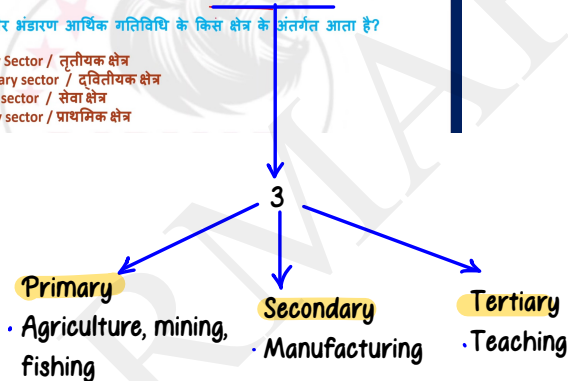 र भंडारण आर्थिक गतिविधि के किस क्षेत्र के अंतर्गत आता है?
Sector / तृतीयक क्षेत्र
ary sector / द्वितीयक क्षेत्र
sector / सेवा क्षेत्र
sector / प्राथमिक क्षेत्र
3
Primary
Secondary
Tertiary
· Agriculture, mining,
fishing
· Manufacturing
· Teaching